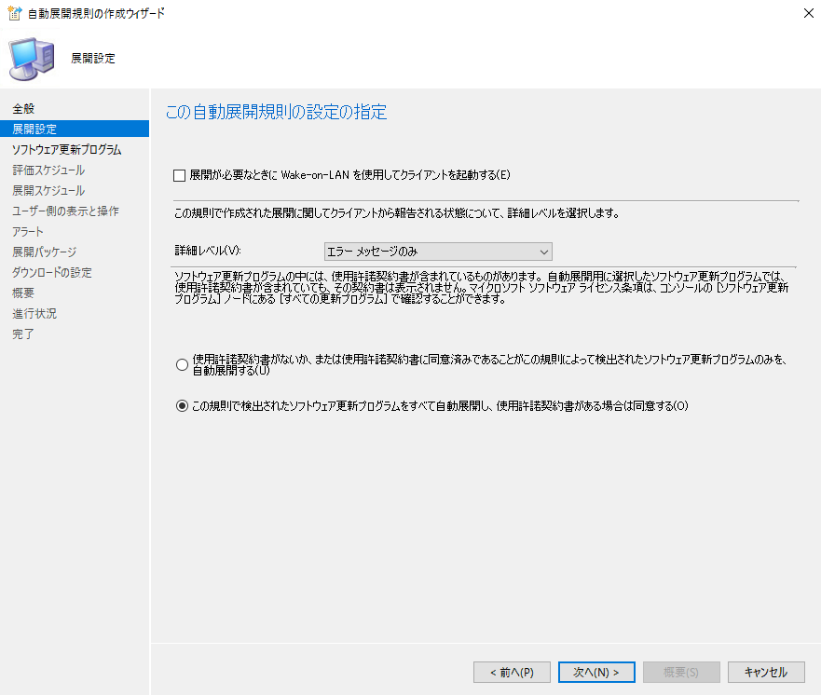 自動展開規則の作成ウィザード
展開設定
全般
展開設定
ソフトウェア更新プログラム
評価スケジュール
展開スケジュール
ユーザー側の表示と操作
アラート
展開パッケージ
ダウンロードの設定
概要
進行状況
完了
この自動展開規則の設定の指定
展開が必要なときに Wake-on-LAN を使用してクライアントを起動する(E)
この規則で作成された展開に関してクライアントから報告される状態について、詳細レベルを選択します。
詳細レベル(V): エラー メッセージのみ
ソフトウェア更新プログラムの中には、使用許諾契約書が含まれているものがあります。自動展開用に選択したソフトウェア更新プログラムでは、
使用許諾契約書が含まれていても、その契約書は表示されません。マイクロソフト ソフトウェア ライセンス条項は、コンソールの [ソフトウェア更新
プログラム] ノードにある [すべての更新プログラム] で確認することができます。
使用許諾契約書がないか、または使用許諾契約書に同意済みであることがこの規則によって検出されたソフトウェア更新プログラムのみを、
自動展開する(U)
この規則で検出されたソフトウェア更新プログラムをすべて自動展開し、使用許諾契約書がある場合は同意する(O)
< 前へ(P) 次へ(N) > 概要(S) キャンセル